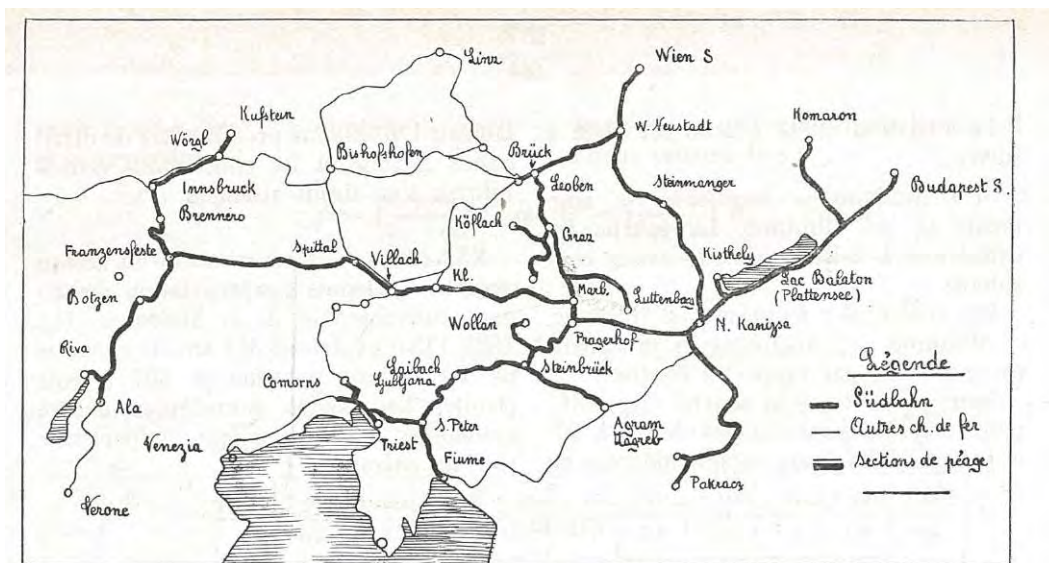 Linz
Wien S
Kufstein
Komaron
Wörgl
Bishofshofen
Brück
W. Neustadt
Leoben
Innsbruck
Steinmanger
Budapest S.
Brennero
Köflach
Graz
Franzensfeste
Spittal
Villach
Kisthely
Lac Balaton
(Plattensee)
Botzen
Kl.
Marb.
Luttenbag
Wollan
N. Kanizsa
Pragerhof
Riva
Laibach
Ljubljana
Steinbrück
Légende
Comorns
Südbahn
Ala
Agram
Zagreb
Autres ch. de fer
S. Peter
Venezia
Triest
Fiume
Sections de péage
Pakracz
Verone